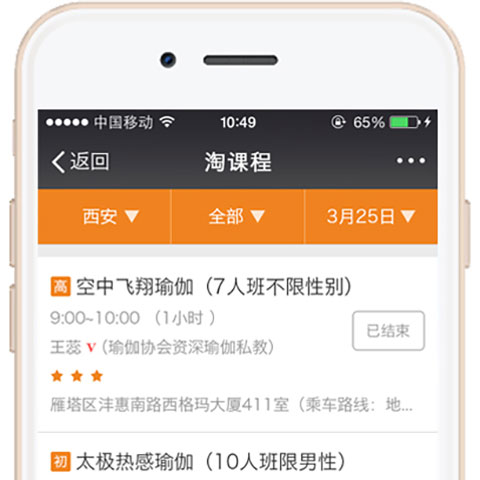 中国移动 10:49 65%
返回 淘课程
西安▼ 全部▼ 3月25日▼
高 空中飞翔瑜伽（7人班不限性别）
9:00~10:00 （1小时 ）
已结束
王蕊 V（瑜伽协会资深瑜伽私教）
雁塔区沣惠南路西格玛大厦411室（乘车路线：地...
初 太极热感瑜伽（10人班限男性）